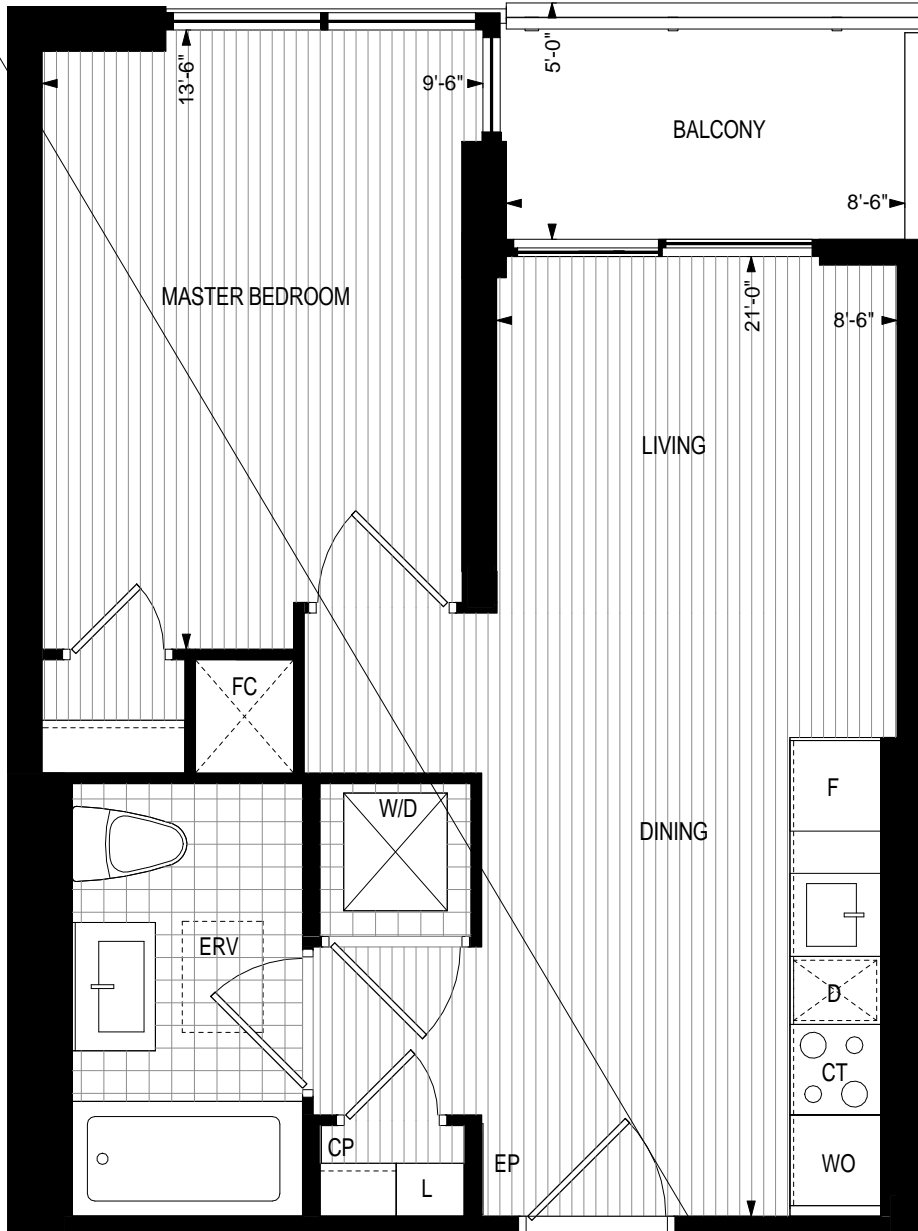 13'-6"
9'-6"
5'-0"
BALCONY
8'-6"
MASTER BEDROOM
21'-0"
8'-6"
LIVING
FC
F
W/D
DINING
ERV
D
CT
CP
EP
WO
L